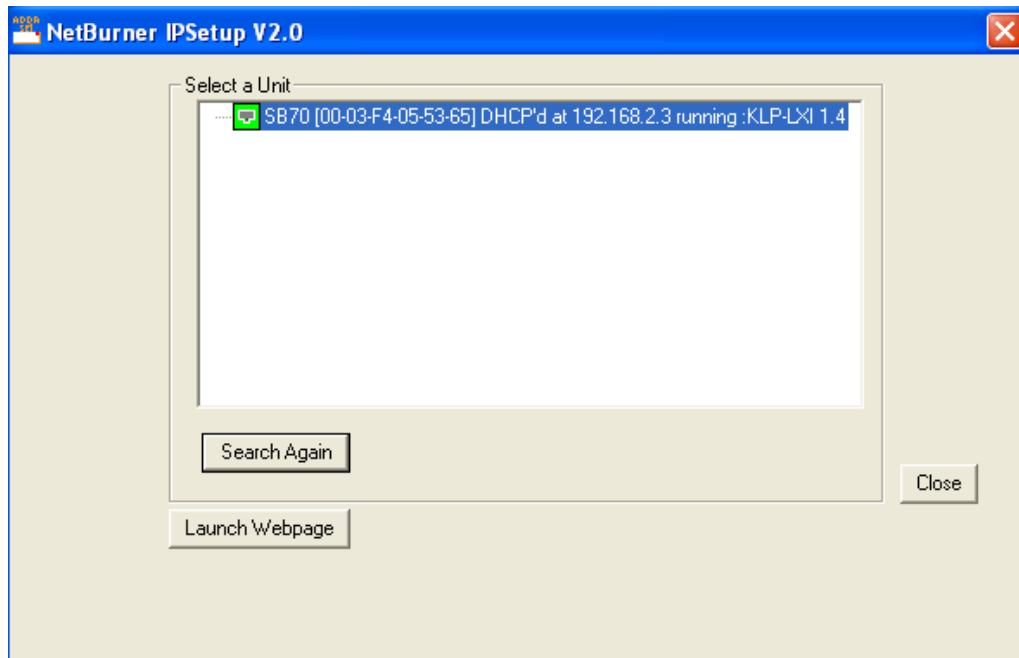 NetBurner IPSetup V2.0
Select a Unit
SB70 [00-03-F4-05-53-65] DHCP'd at 192.168.2.3 running :KLP-LXI 1.4
Search Again
Close
Launch Webpage